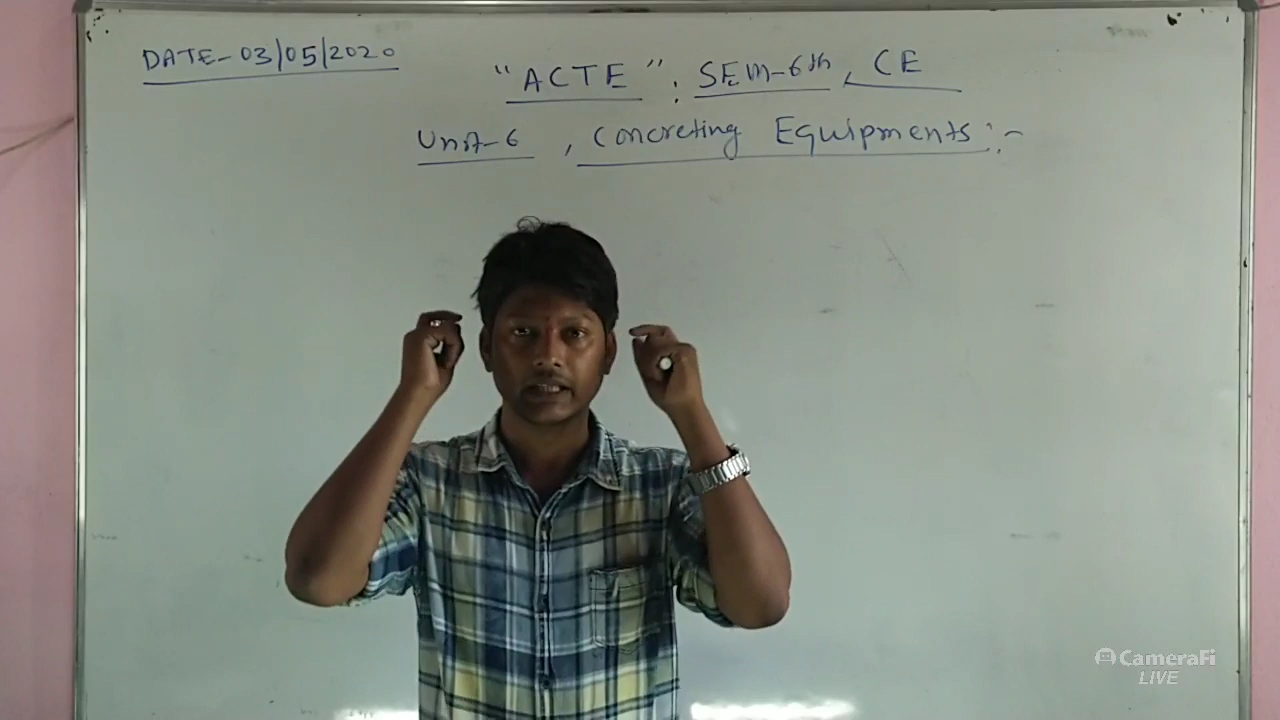 DATE-03/05/2020
"ACTE": SEM-6th, CE
Unit-6, Concreting Equipments:-
CameraFi
LIVE